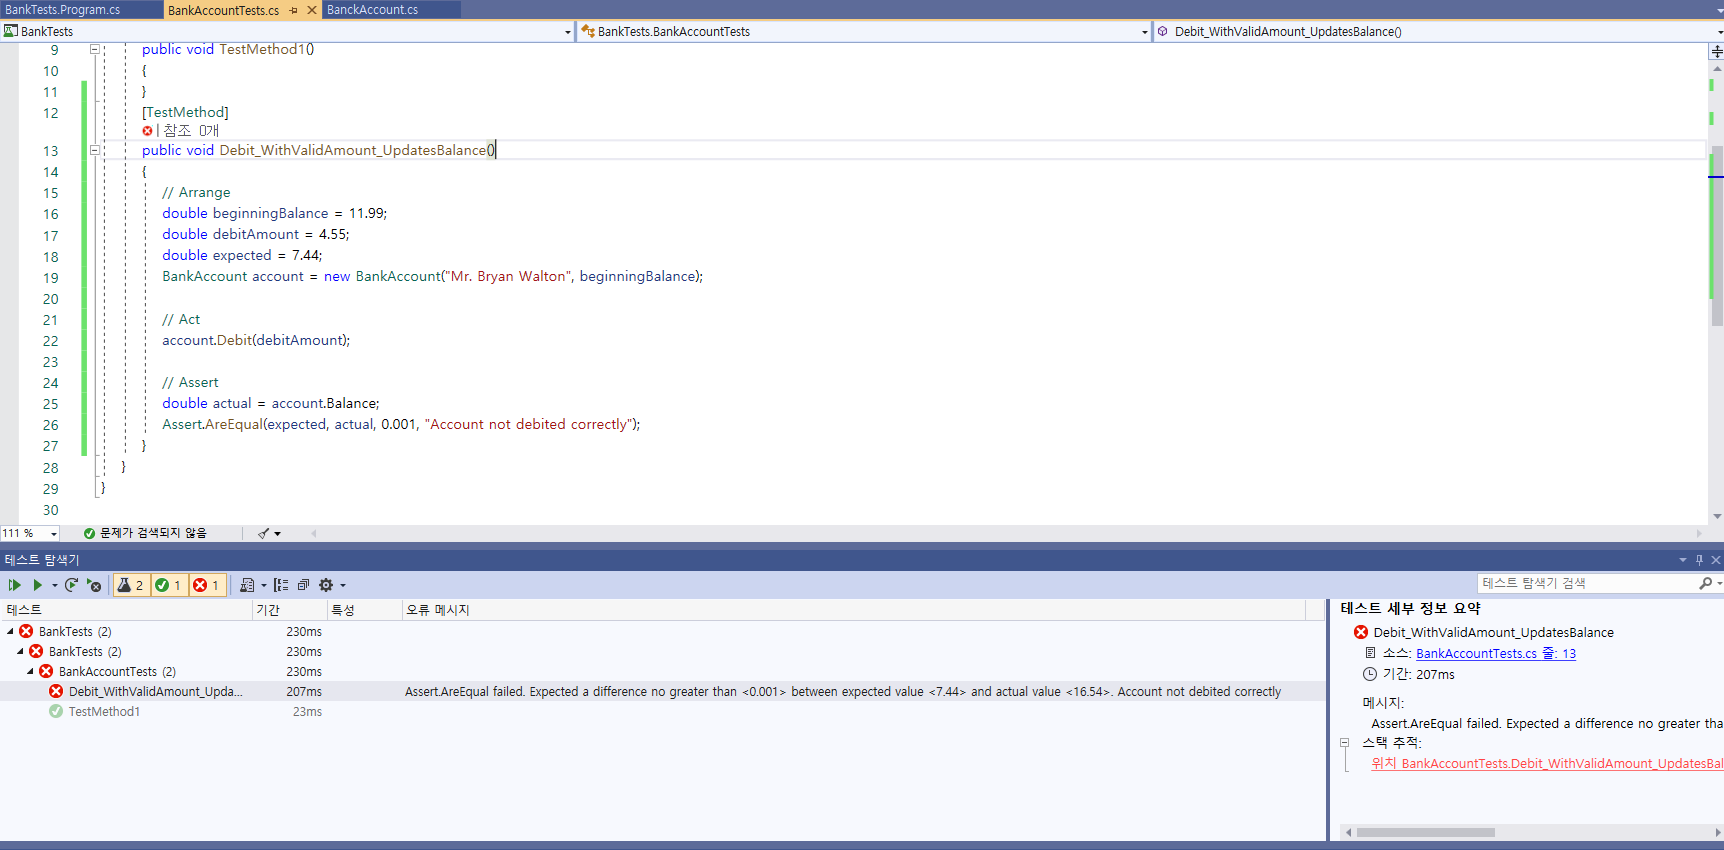 BankTests.Program.cs
BankAccountTests.cs
BanckAccount.cs
BankTests
BankTests.BankAccountTests
Debit_WithValidAmount_UpdatesBalance()
9 public void TestMethod1()
10 {
11 }
12 [TestMethod]
참조 0개
13 public void Debit_WithValidAmount_UpdatesBalance()
14 {
15 // Arrange
16 double beginningBalance = 11.99;
17 double debitAmount = 4.55;
18 double expected = 7.44;
19 BankAccount account = new BankAccount("Mr. Bryan Walton", beginningBalance);
20
21 // Act
22 account.Debit(debitAmount);
23
24 // Assert
25 double actual = account.Balance;
26 Assert.AreEqual(expected, actual, 0.001, "Account not debited correctly");
27 }
28 }
29 }
30
111 % 문제가 검색되지 않음
테스트 탐색기
2 1 1
테스트 탐색기 검색
테스트 기간 특성 오류 메시지
BankTests (2) 230ms
BankTests (2) 230ms
BankAccountTests (2) 230ms
Debit_WithValidAmount_Upda... 207ms Assert.AreEqual failed. Expected a difference no greater than <0.001> between expected value <7.44> and actual value <16.54>. Account not debited correctly
TestMethod1 23ms
테스트 세부 정보 요약
Debit_WithValidAmount_UpdatesBalance
소스: BankAccountTests.cs 줄: 13
기간: 207ms
메시지:
Assert.AreEqual failed. Expected a difference no greater tha
스택 추적:
위치 BankAccountTests.Debit_WithValidAmount_UpdatesBal